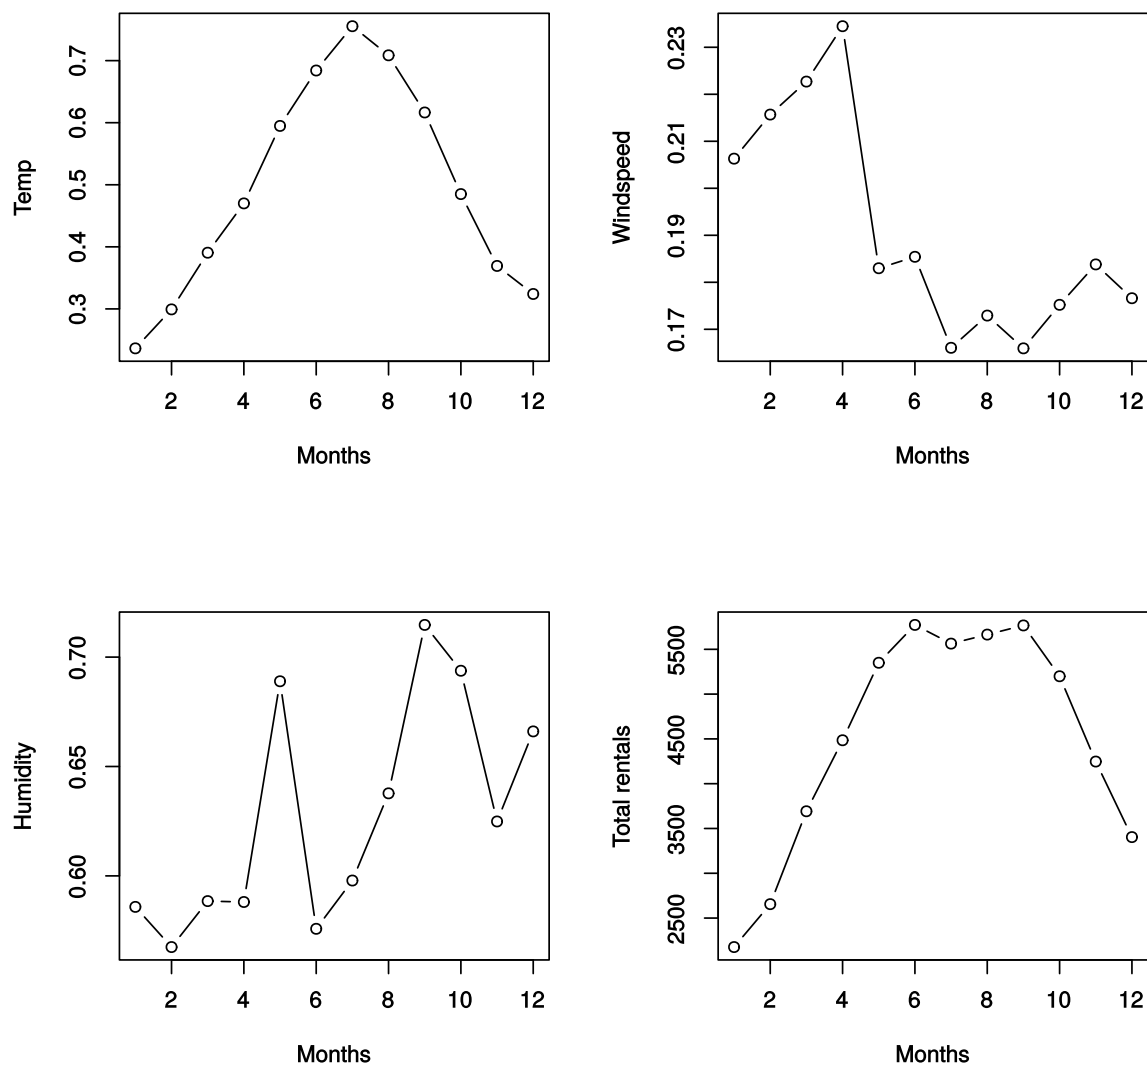 Temp
0.7
0.6
0.5
0.4
0.3
2 4 6 8 10 12
Months
Windspeed
0.23
0.21
0.19
0.17
2 4 6 8 10 12
Months
Humidity
0.70
0.65
0.60
2 4 6 8 10 12
Months
Total rentals
5500
4500
3500
2500
2 4 6 8 10 12
Months